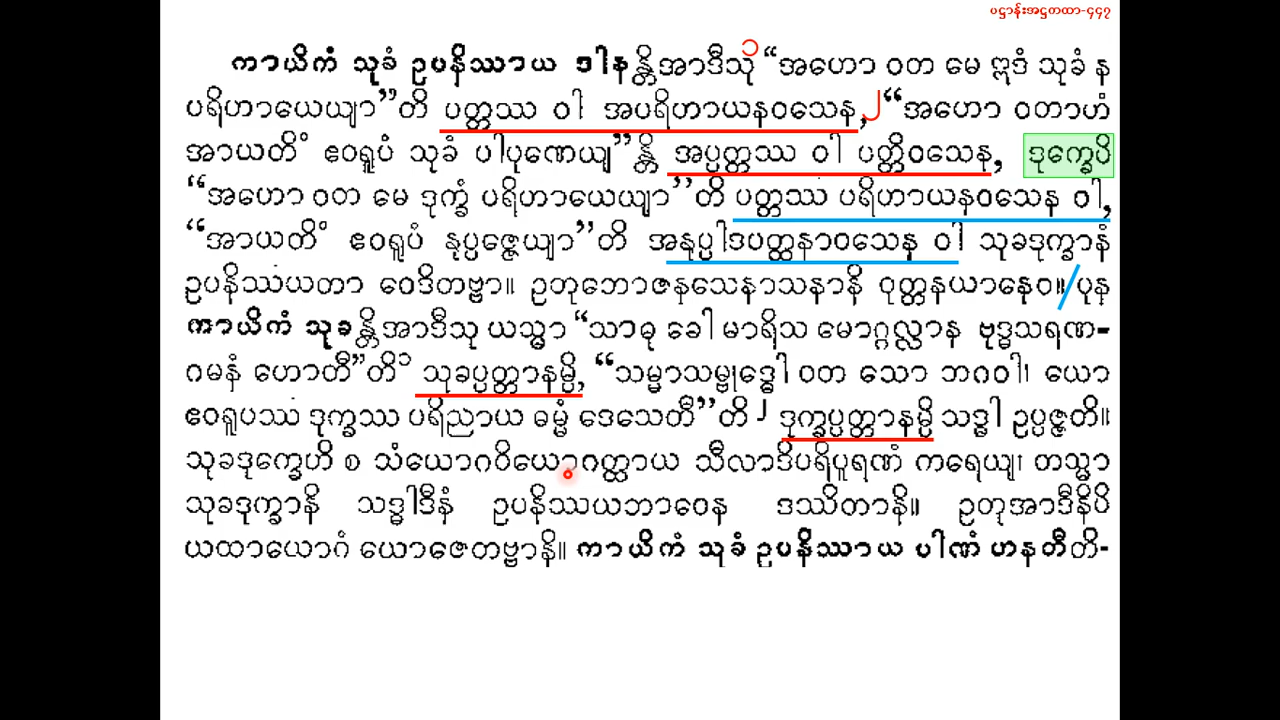 ပဋ္ဌာန်းအဋ္ဌကထာ-၄၄၇
ကာယိကံ သုခံ ဥပနိဿာယ ဒါနန္တိအာဒီသု ၁ “အဟော ဝတ မေ ဣဒံ သုခံ န
ပရိဟာယေယျာ”တိ ပတ္တဿ ဝါ အပရိဟာယနဝသေန, ၂ “အဟော ဝတာဟံ
အာယတိံ ဧဝရူပံ သုခံ ပါပုဏေယျ”န္တိ အပ္ပတ္တဿ ဝါ ပတ္တိဝသေန, ဒုက္ခေပိ
“အဟော ဝတ မေ ဒုက္ခံ ပရိဟာယေယျာ”တိ ပတ္တဿ ပရိဟာယနဝသေန ဝါ,
“အာယတိံ ဧဝရူပံ နုပ္ပဇ္ဇေယျာ”တိ အနုပ္ပါဒပတ္ထနာဝသေန ဝါ သုခဒုက္ခာနံ
ဥပနိဿယတာ ဝေဒိတဗ္ဗာ။ ဥတုဘောဇနသေနာသနာနိ ဝုတ္တနယာနေဝ။ ပုန
ကာယိကံ သုခန္တိအာဒီသု ယသ္မာ “သာဓု ခေါ မာရိသ မောဂ္ဂလ္လာန ဗုဒ္ဓသရဏ-
ဂမနံ ဟောတီ”တိ၁ သုခပ္ပတ္တာနမ္ပိ, “သမ္မာသမ္ဗုဒ္ဓေါ ဝတ သော ဘဂဝါ၊ ယော
ဧဝရူပဿ ဒုက္ခဿ ပရိညာယ ဓမ္မံ ဒေသေတီ”တိ၂ ဒုက္ခပ္ပတ္တာနမ္ပိ သဒ္ဓါ ဥပ္ပဇ္ဇတိ။
သုခဒုက္ခေဟိ စ သံယောဂဝိယောဂတ္ထာယ သီလာဒိပရိပူရဏံ ကရေယျ၊ တသ္မာ
သုခဒုက္ခာနိ သဒ္ဓါဒီနံ ဥပနိဿယဘာဝေန ဒဿိတာနိ။ ဥတုအာဒီနိပိ
ယထာယောဂံ ယောဇေတဗ္ဗာနိ။ ကာယိကံ သုခံ ဥပနိဿာယ ပါဏံ ဟနတီတိ-